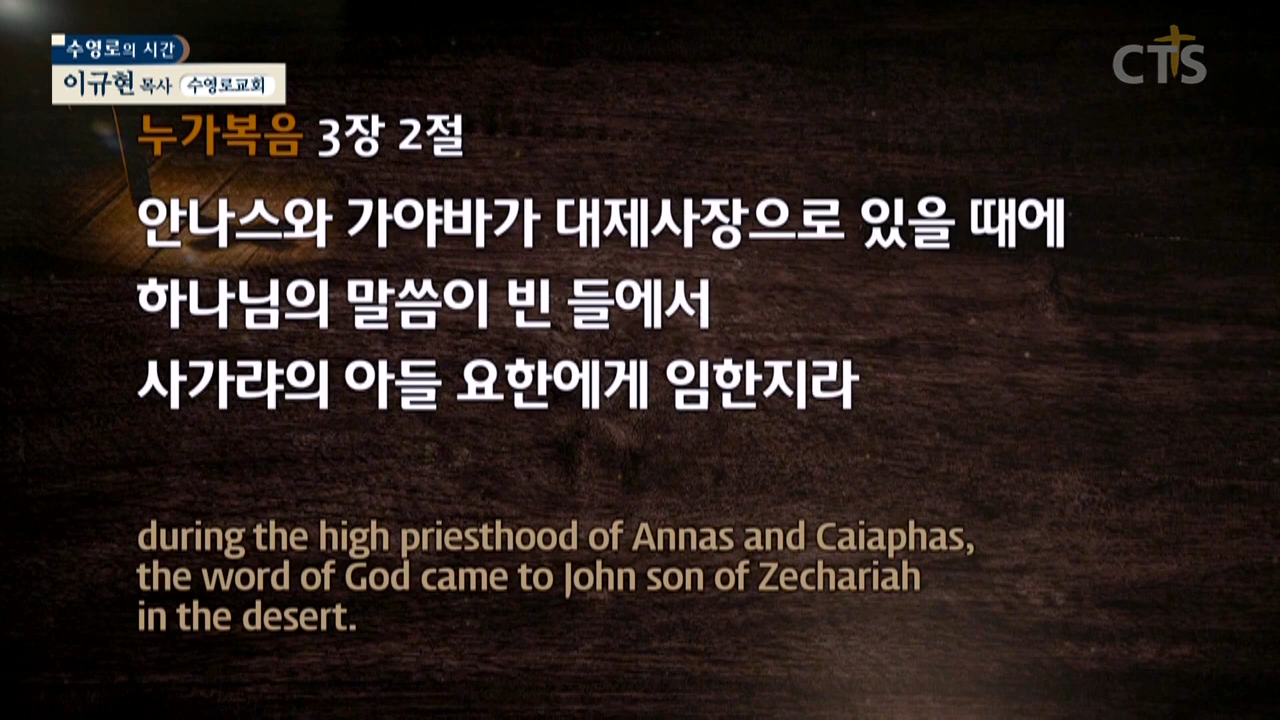 수영로의 시간
이규현 목사 수영로교회
CTS
누가복음 3장 2절
안나스와 가야바가 대제사장으로 있을 때에
하나님의 말씀이 빈 들에서
사가랴의 아들 요한에게 임한지라
during the high priesthood of Annas and Caiaphas,
the word of God came to John son of Zechariah
in the desert.